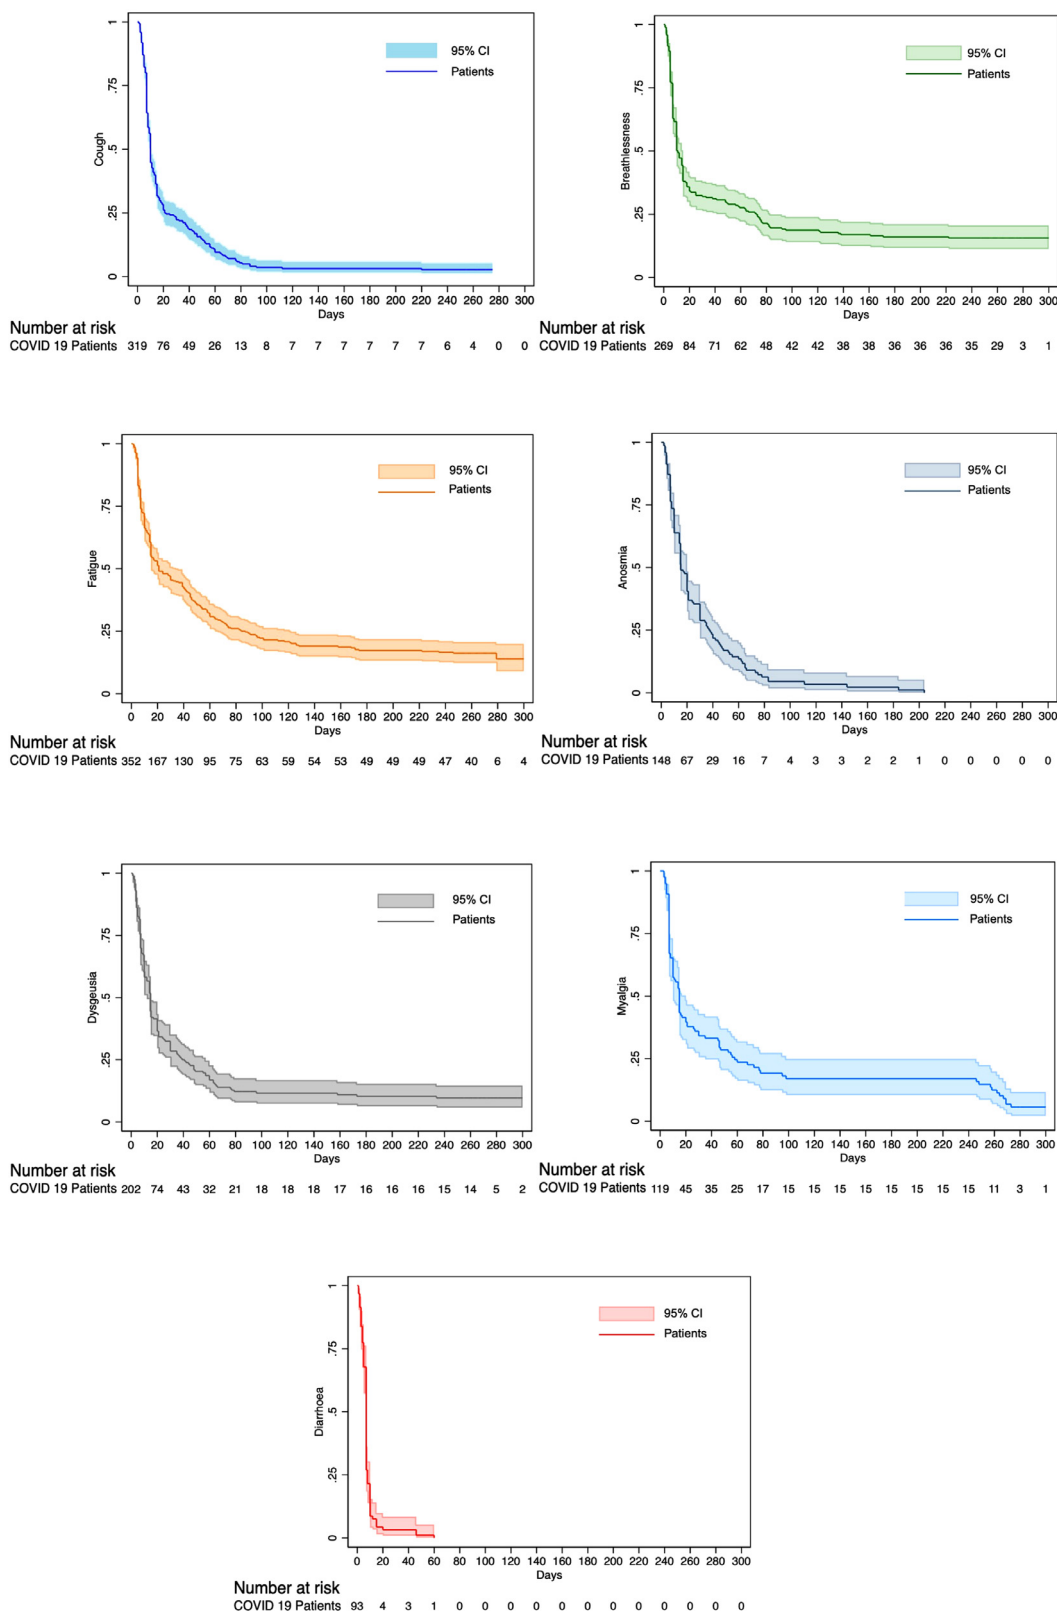 1
.75
.5
.25
0
Cough
95% CI
Patients
0 20 40 60 80 100 120 140 160 180 200 220 240 260 280 300
Days
Number at risk
COVID 19 Patients 319 76 49 26 13 8 7 7 7 7 7 7 6 4 0 0
1
.75
.5
.25
0
Breathlessness
95% CI
Patients
0 20 40 60 80 100 120 140 160 180 200 220 240 260 280 300
Days
Number at risk
COVID 19 Patients 269 84 71 62 48 42 42 38 38 36 36 36 35 29 3 1
1
.75
.5
.25
0
Fatigue
95% CI
Patients
0 20 40 60 80 100 120 140 160 180 200 220 240 260 280 300
Days
Number at risk
COVID 19 Patients 352 167 130 95 75 63 59 54 53 49 49 49 47 40 6 4
1
.75
.5
.25
0
Anosmia
95% CI
Patients
0 20 40 60 80 100 120 140 160 180 200 220 240 260 280 300
Days
Number at risk
COVID 19 Patients 148 67 29 16 7 4 3 3 2 2 1 0 0 0 0 0
1
.75
.5
.25
0
Dysgeusia
95% CI
Patients
0 20 40 60 80 100 120 140 160 180 200 220 240 260 280 300
Days
Number at risk
COVID 19 Patients 202 74 43 32 21 18 18 18 17 16 16 16 15 14 5 2
1
.75
.5
.25
0
Myalgia
95% CI
Patients
0 20 40 60 80 100 120 140 160 180 200 220 240 260 280 300
Days
Number at risk
COVID 19 Patients 119 45 35 25 17 15 15 15 15 15 15 15 15 11 3 1
1
.75
.5
.25
0
Diarrhoea
95% CI
Patients
0 20 40 60 80 100 120 140 160 180 200 220 240 260 280 300
Days
Number at risk
COVID 19 Patients 93 4 3 1 0 0 0 0 0 0 0 0 0 0 0 0